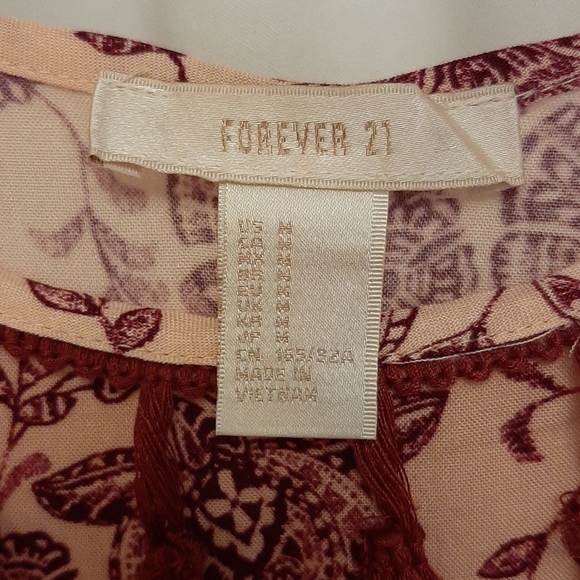 FOREVER 21
US M
CA M
MX M
BR M
EU M
UK M
KR M
JP M
CN 165/92A
MADE IN
VIETNAM